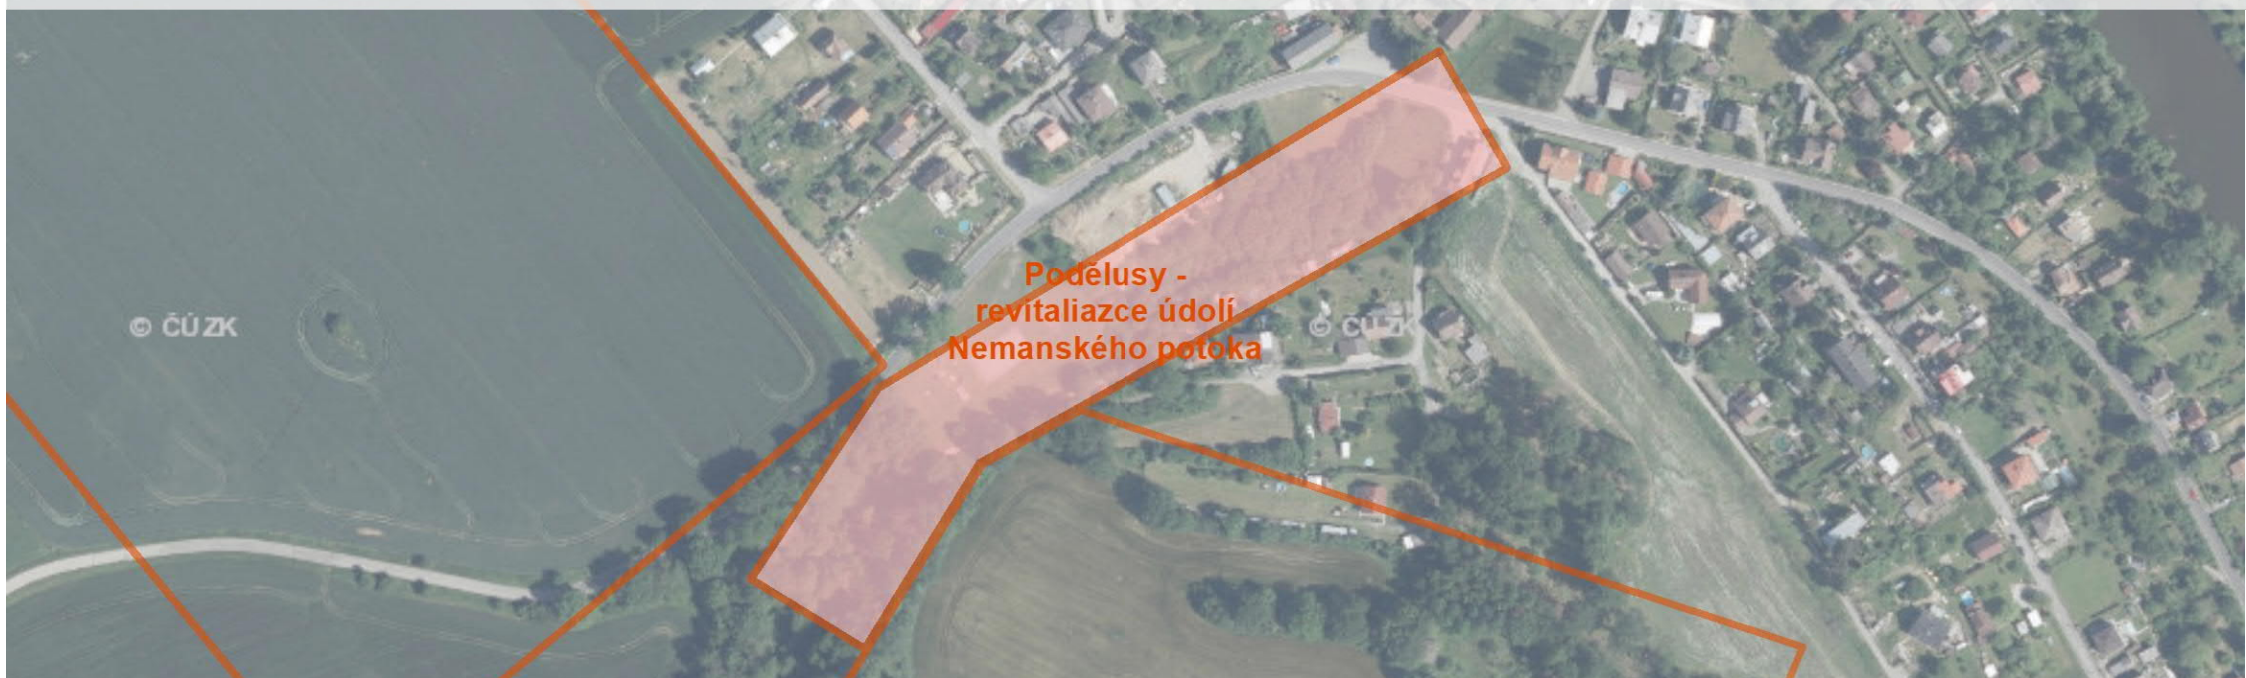 Podělusy -
revitaliazce údolí
Nemanského potoka
© ČÚZK
© ČÚZK